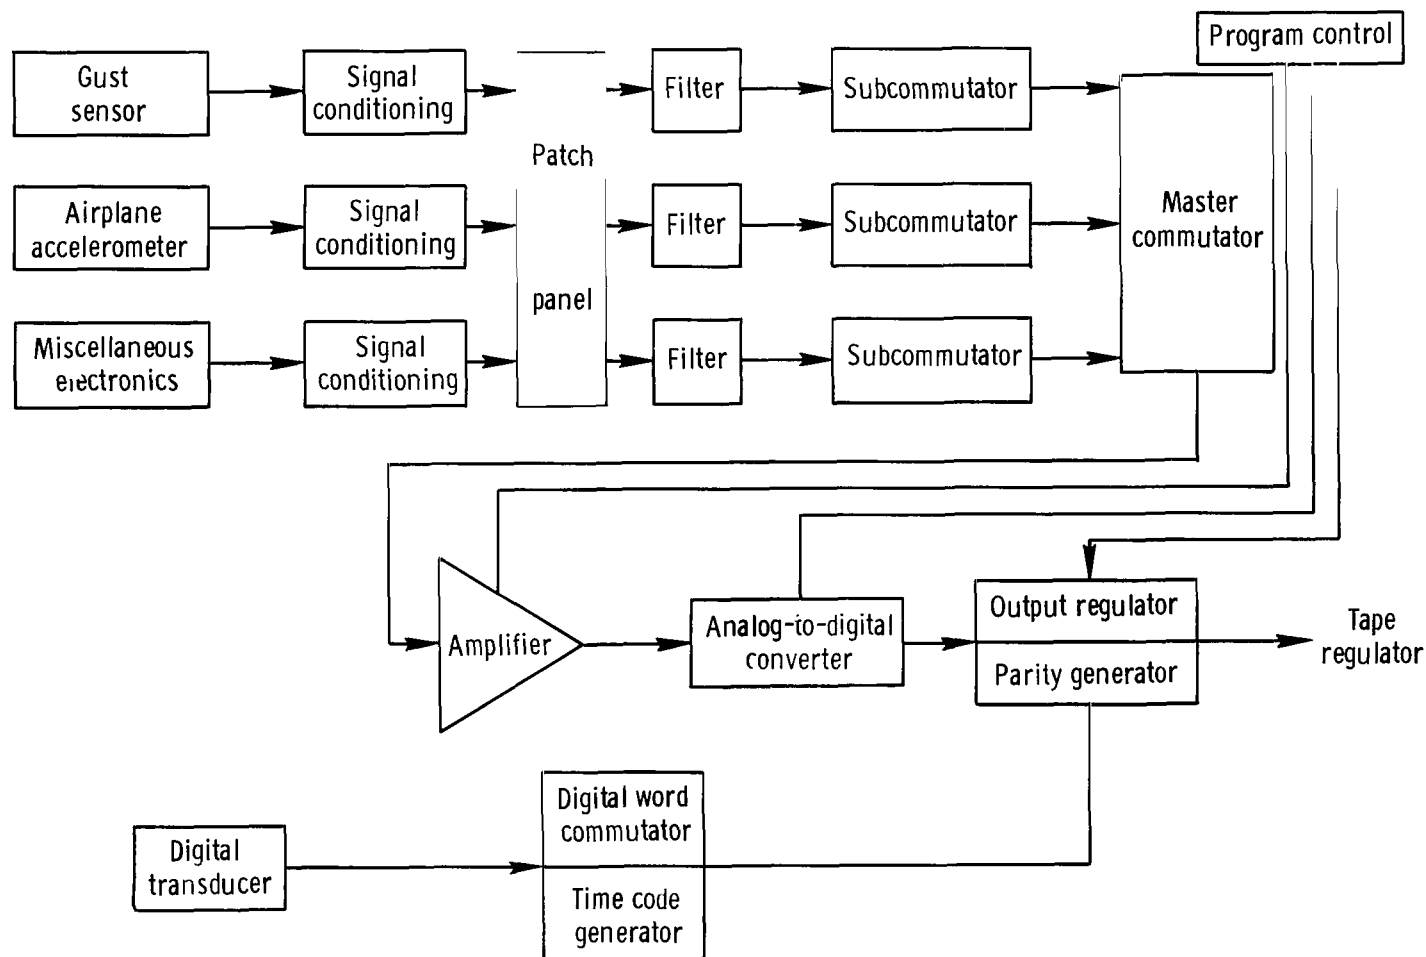 Program control
Gust
sensor
Signal
conditioning
Patch
panel
Filter
Subcommutator
Master
commutator
Airplane
accelerometer
Signal
conditioning
Filter
Subcommutator
Miscellaneous
electronics
Signal
conditioning
Filter
Subcommutator
Amplifier
Analog-to-digital
converter
Output regulator
Parity generator
Tape
regulator
Digital
transducer
Digital word
commutator
Time code
generator